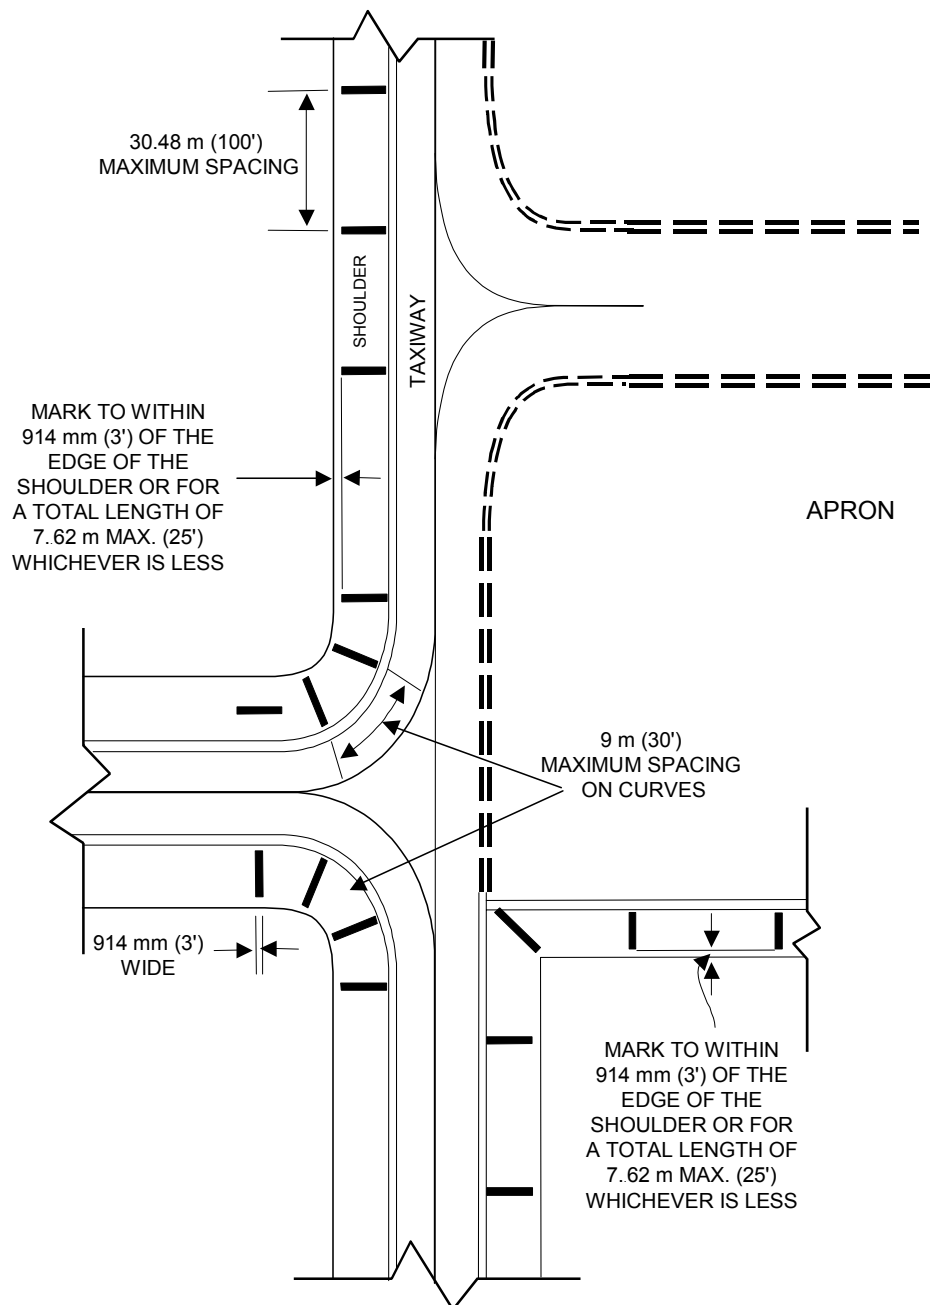 30.48 m (100')
MAXIMUM SPACING
SHOULDER
TAXIWAY
MARK TO WITHIN
914 mm (3') OF THE
EDGE OF THE
SHOULDER OR FOR
A TOTAL LENGTH OF
7..62 m MAX. (25')
WHICHEVER IS LESS
APRON
9 m (30')
MAXIMUM SPACING
ON CURVES
914 mm (3')
WIDE
MARK TO WITHIN
914 mm (3') OF THE
EDGE OF THE
SHOULDER OR FOR
A TOTAL LENGTH OF
7..62 m MAX. (25')
WHICHEVER IS LESS